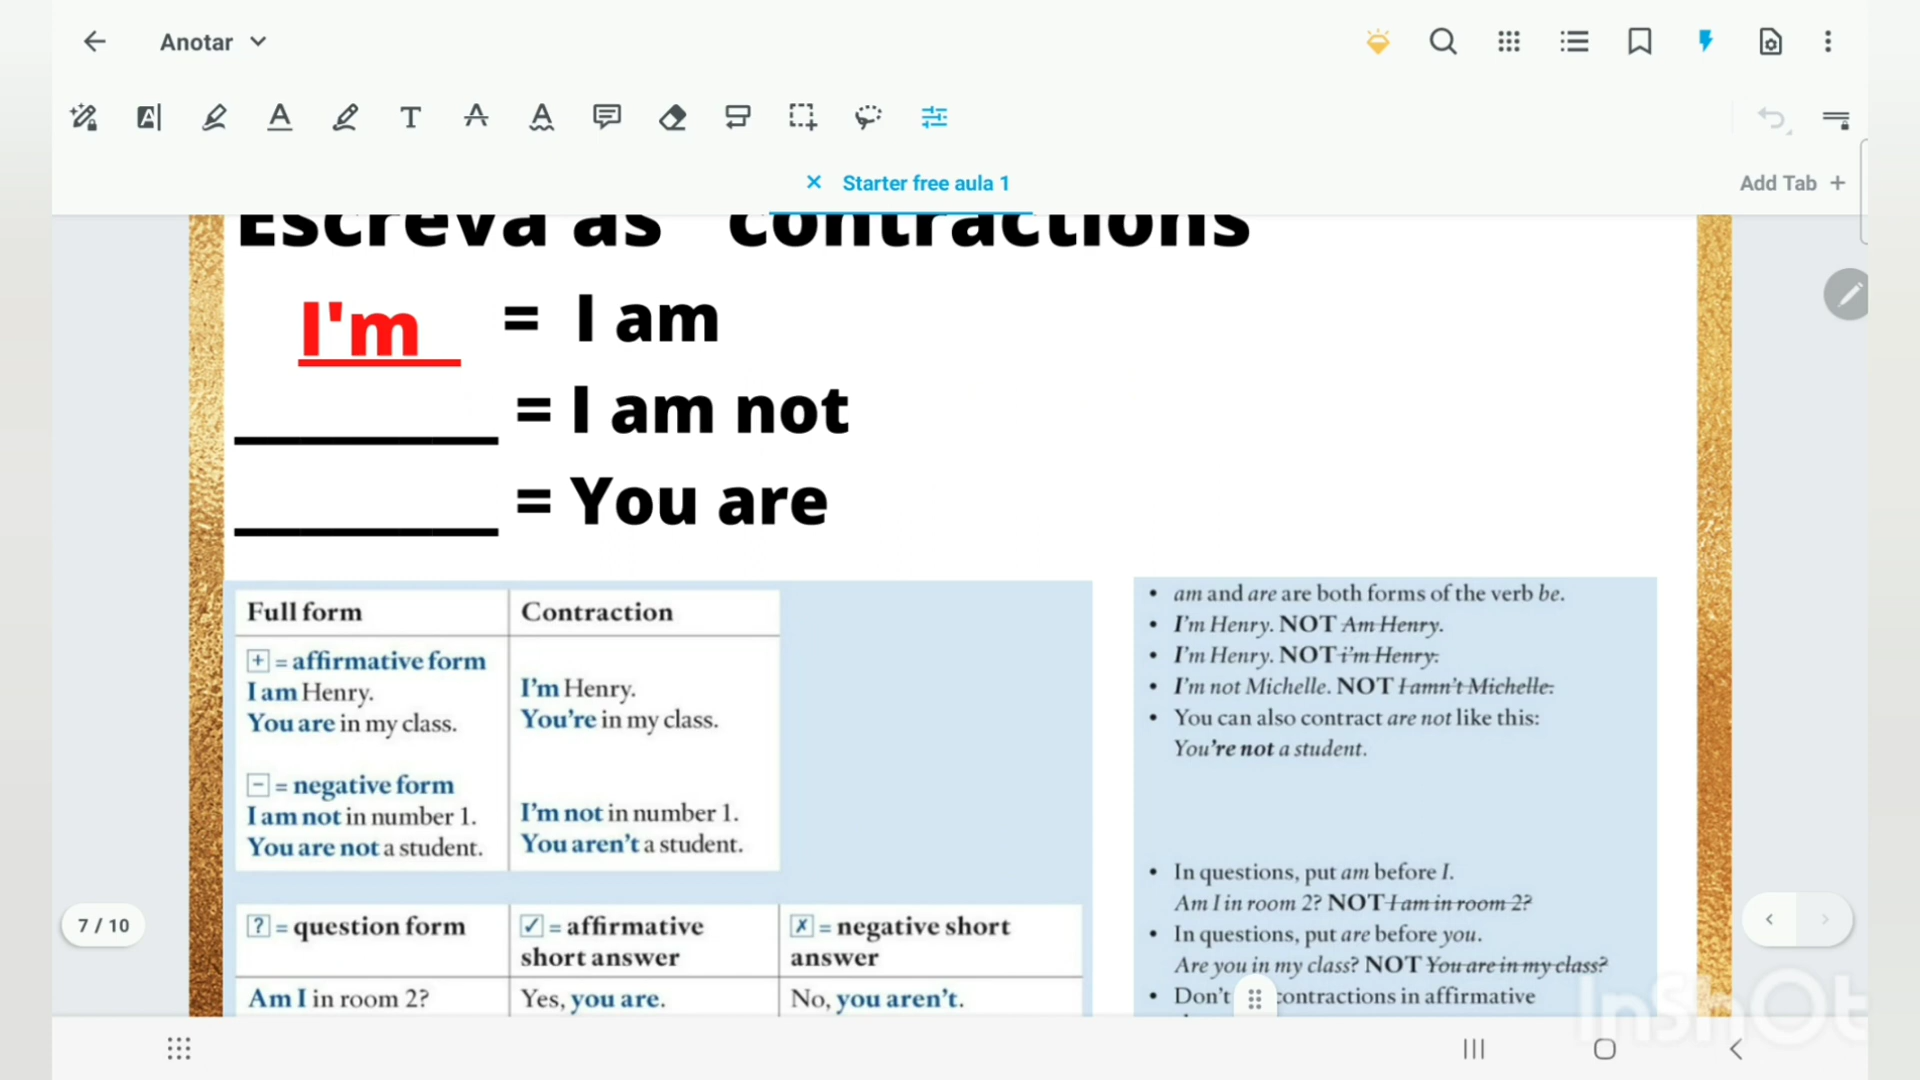 Anotar
Starter free aula 1
Add Tab +
Escreva as contractions
I'm = I am
________ = I am not
________ = You are
Full form Contraction
+ = affirmative form
I am Henry. I'm Henry.
You are in my class. You're in my class.
− = negative form
I am not in number 1. I'm not in number 1.
You are not a student. You aren't a student.
? = question form ✓ = affirmative short answer ✗ = negative short answer
Am I in room 2? Yes, you are. No, you aren't.
• am and are are both forms of the verb be.
• I'm Henry. NOT Am Henry.
• I'm Henry. NOT i'm Henry.
• I'm not Michelle. NOT I amn't Michelle.
• You can also contract are not like this:
You're not a student.
• In questions, put am before I.
Am I in room 2? NOT I am in room 2?
• In questions, put are before you.
Are you in my class? NOT You are in my class?
• Don't contractions in affirmative
7 / 10
InShOt